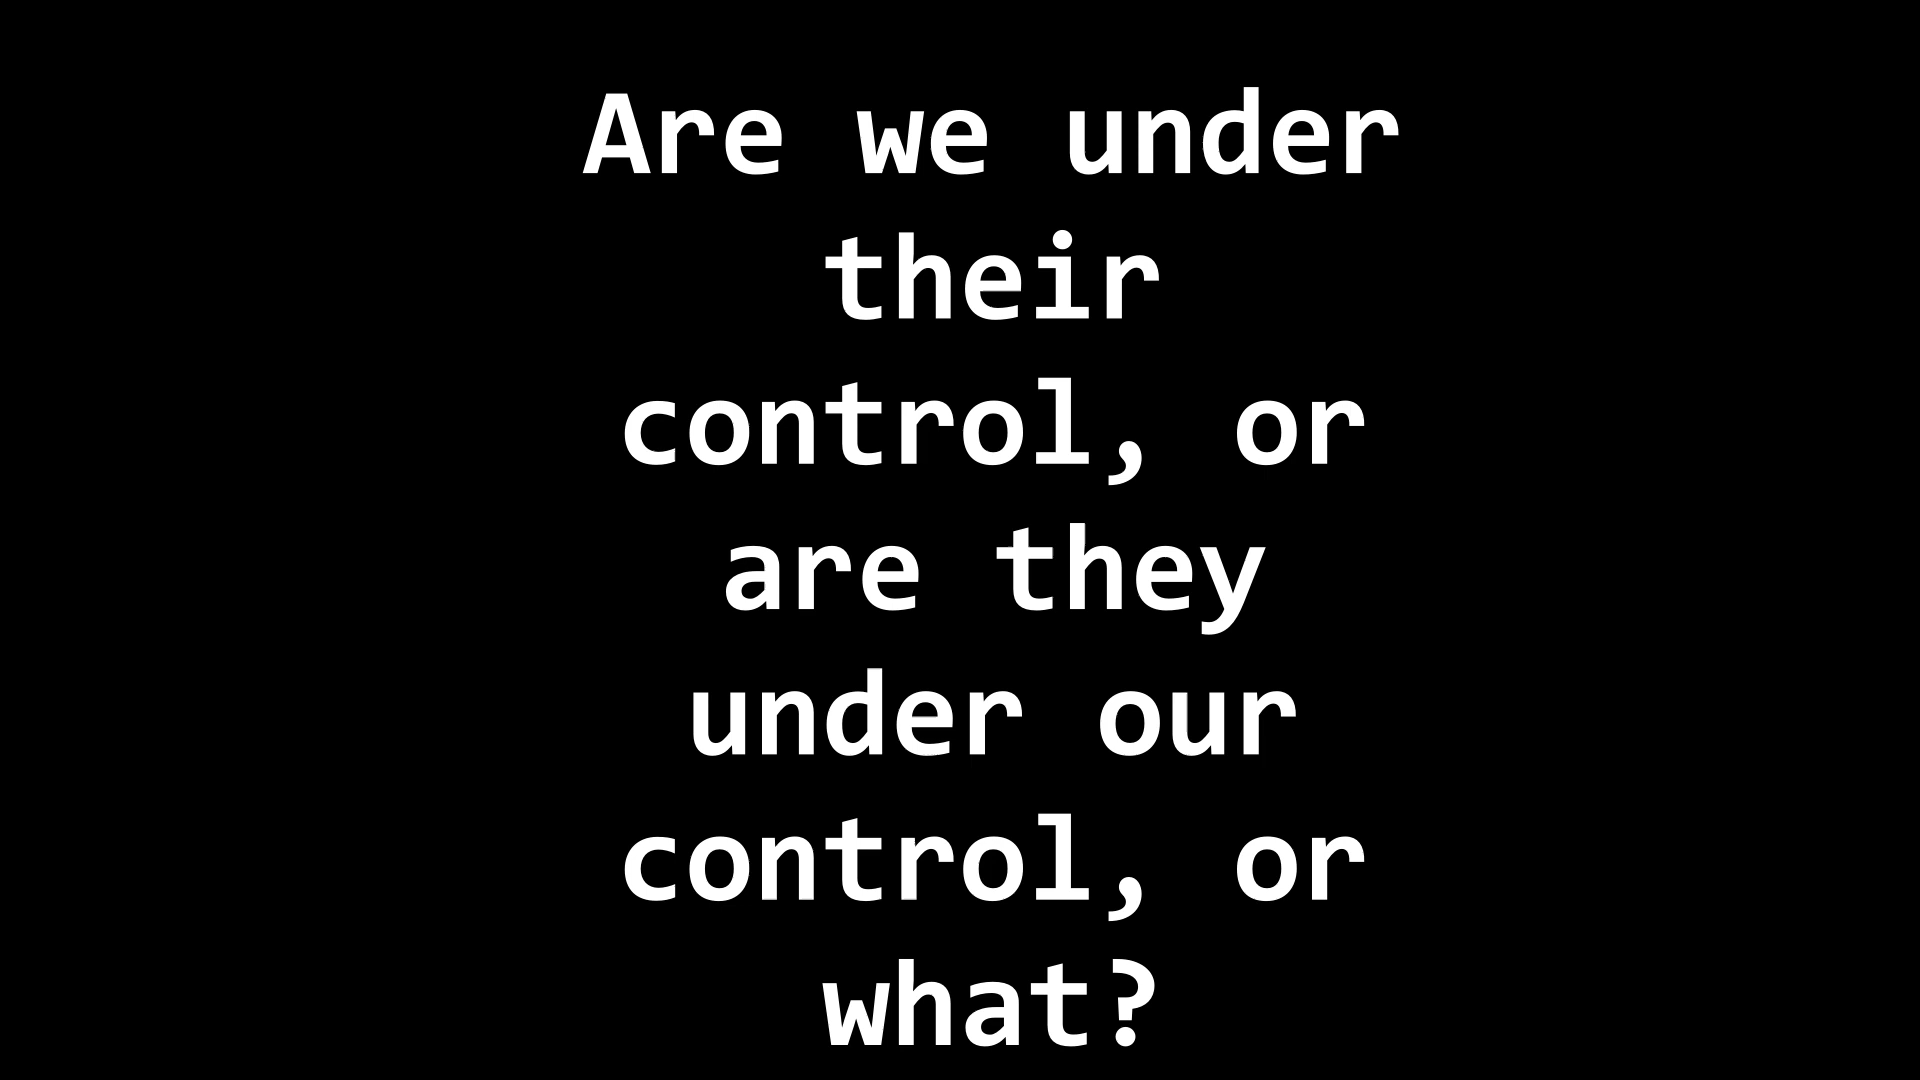 Are we under
their
control, or
are they
under our
control, or
what?